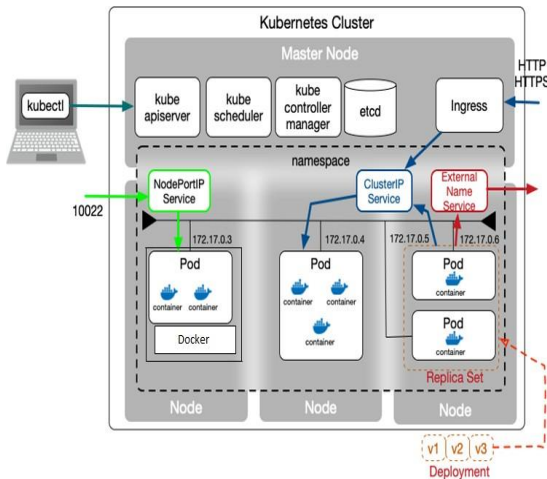 Kubernetes Cluster
Master Node
HTTP
HTTPS
kubectl
kube
apiserver
kube
scheduler
kube
controller
manager
etcd
Ingress
namespace
NodePortIP
Service
ClusterIP
Service
External
Name
Service
10022
172.17.0.3
172.17.0.4
172.17.0.5
172.17.0.6
Pod
container
container
container
Docker
Pod
container
container
container
Pod
container
Pod
container
Replica Set
Node
Node
Node
v1
v2
v3
Deployment